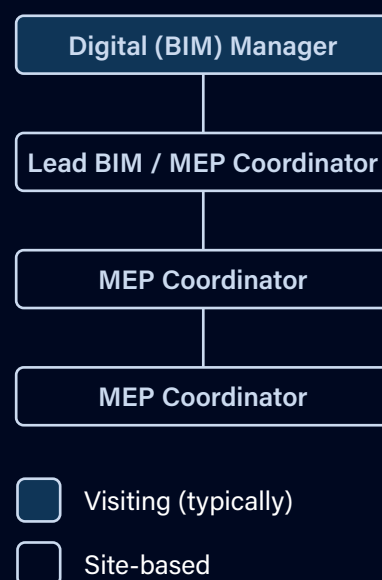 Digital (BIM) Manager
Lead BIM / MEP Coordinator
MEP Coordinator
MEP Coordinator
Visiting (typically)
Site-based